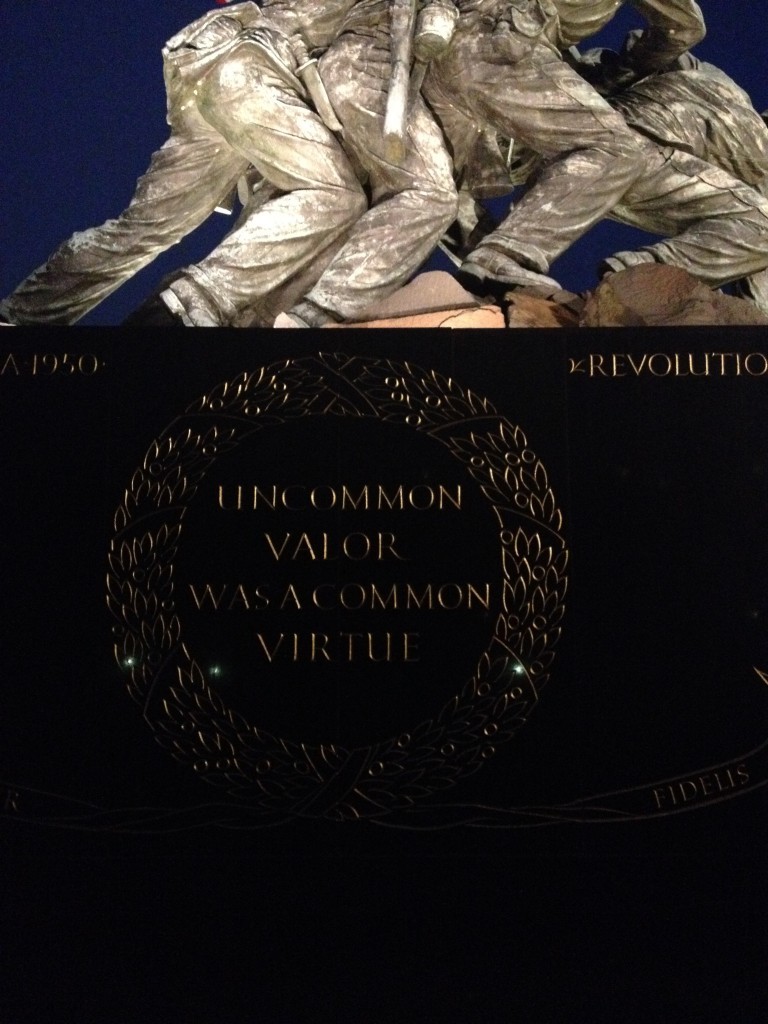 A·1950·
REVOLUTIO
UNCOMMON
VALOR
WAS A COMMON
VIRTUE
R
FIDELIS